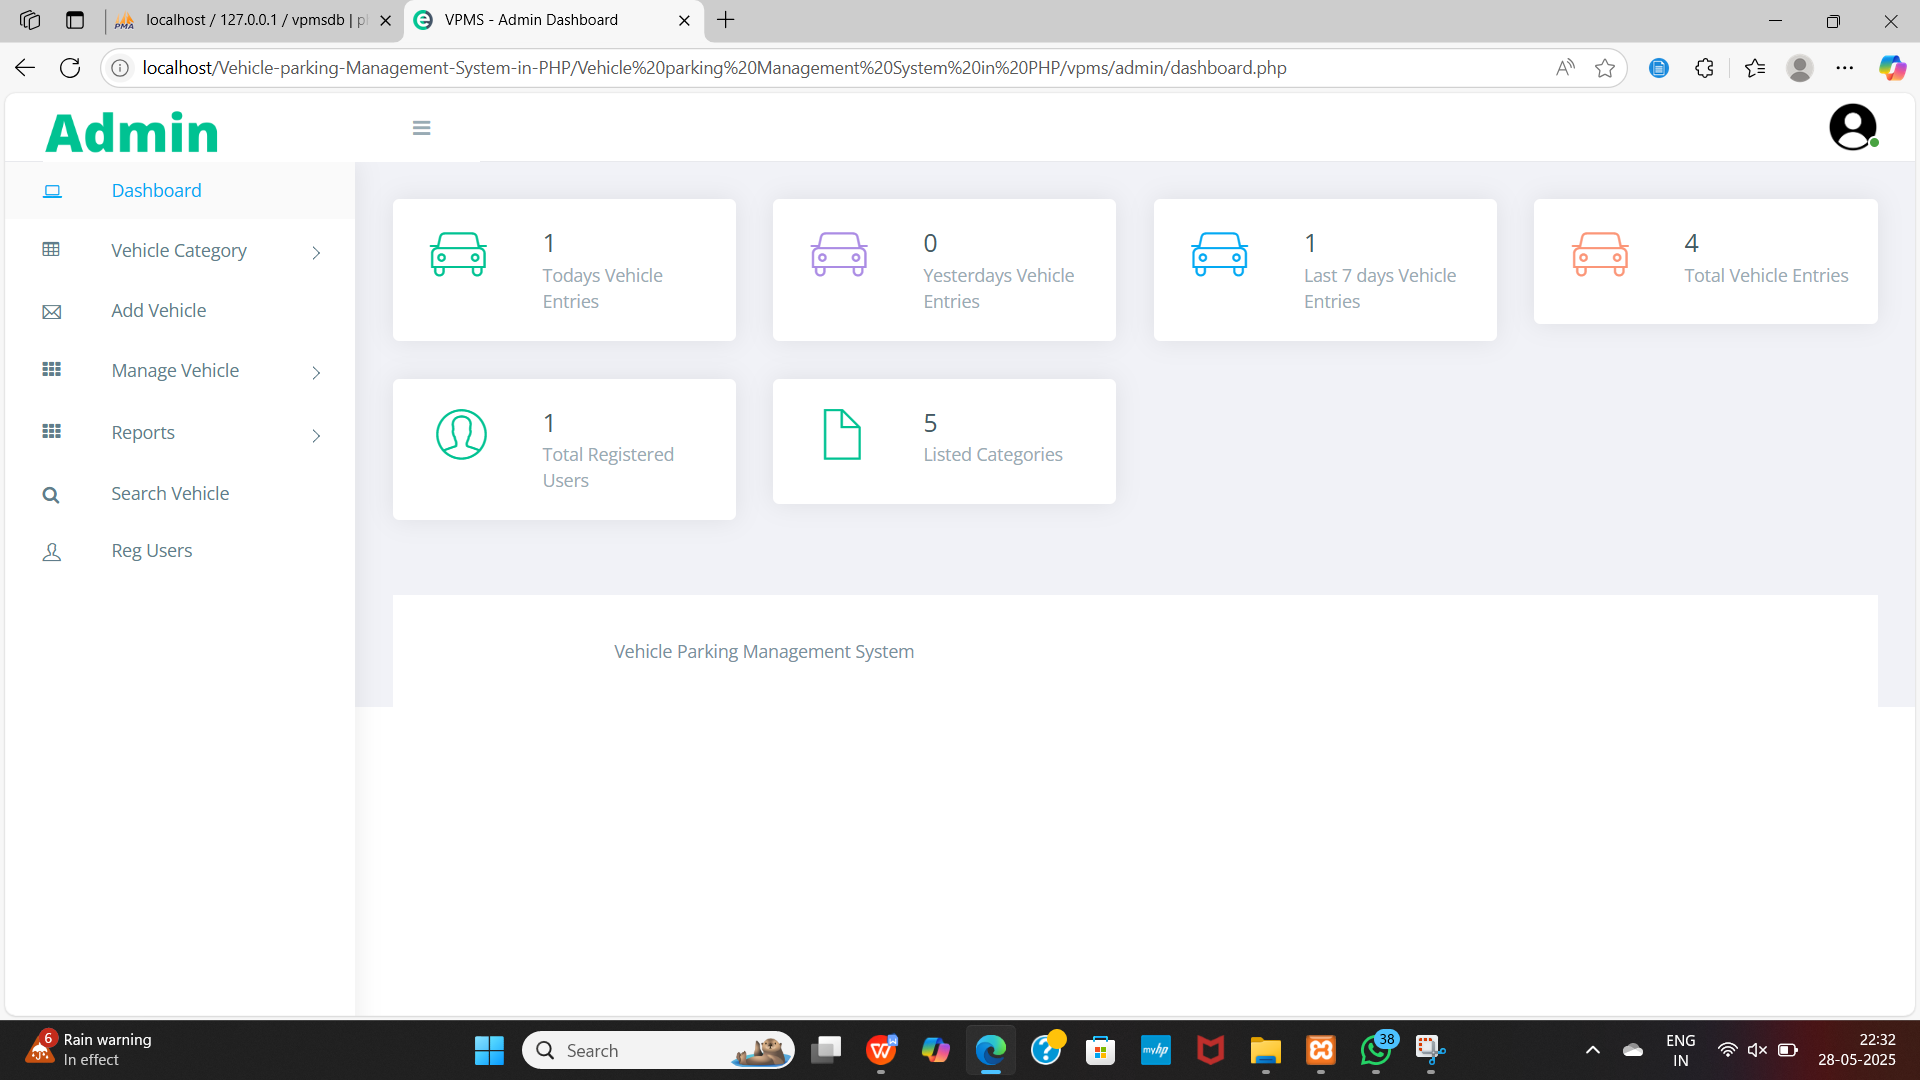 localhost / 127.0.0.1 / vpmsdb | p
VPMS - Admin Dashboard
localhost/Vehicle-parking-Management-System-in-PHP/Vehicle%20parking%20Management%20System%20in%20PHP/vpms/admin/dashboard.php
Admin
Dashboard
Vehicle Category
Add Vehicle
Manage Vehicle
Reports
Search Vehicle
Reg Users
1
Todays Vehicle
Entries
0
Yesterdays Vehicle
Entries
1
Last 7 days Vehicle
Entries
4
Total Vehicle Entries
1
Total Registered
Users
5
Listed Categories
Vehicle Parking Management System
6
Rain warning
In effect
Search
myhp
38
ENG
IN
22:32
28-05-2025